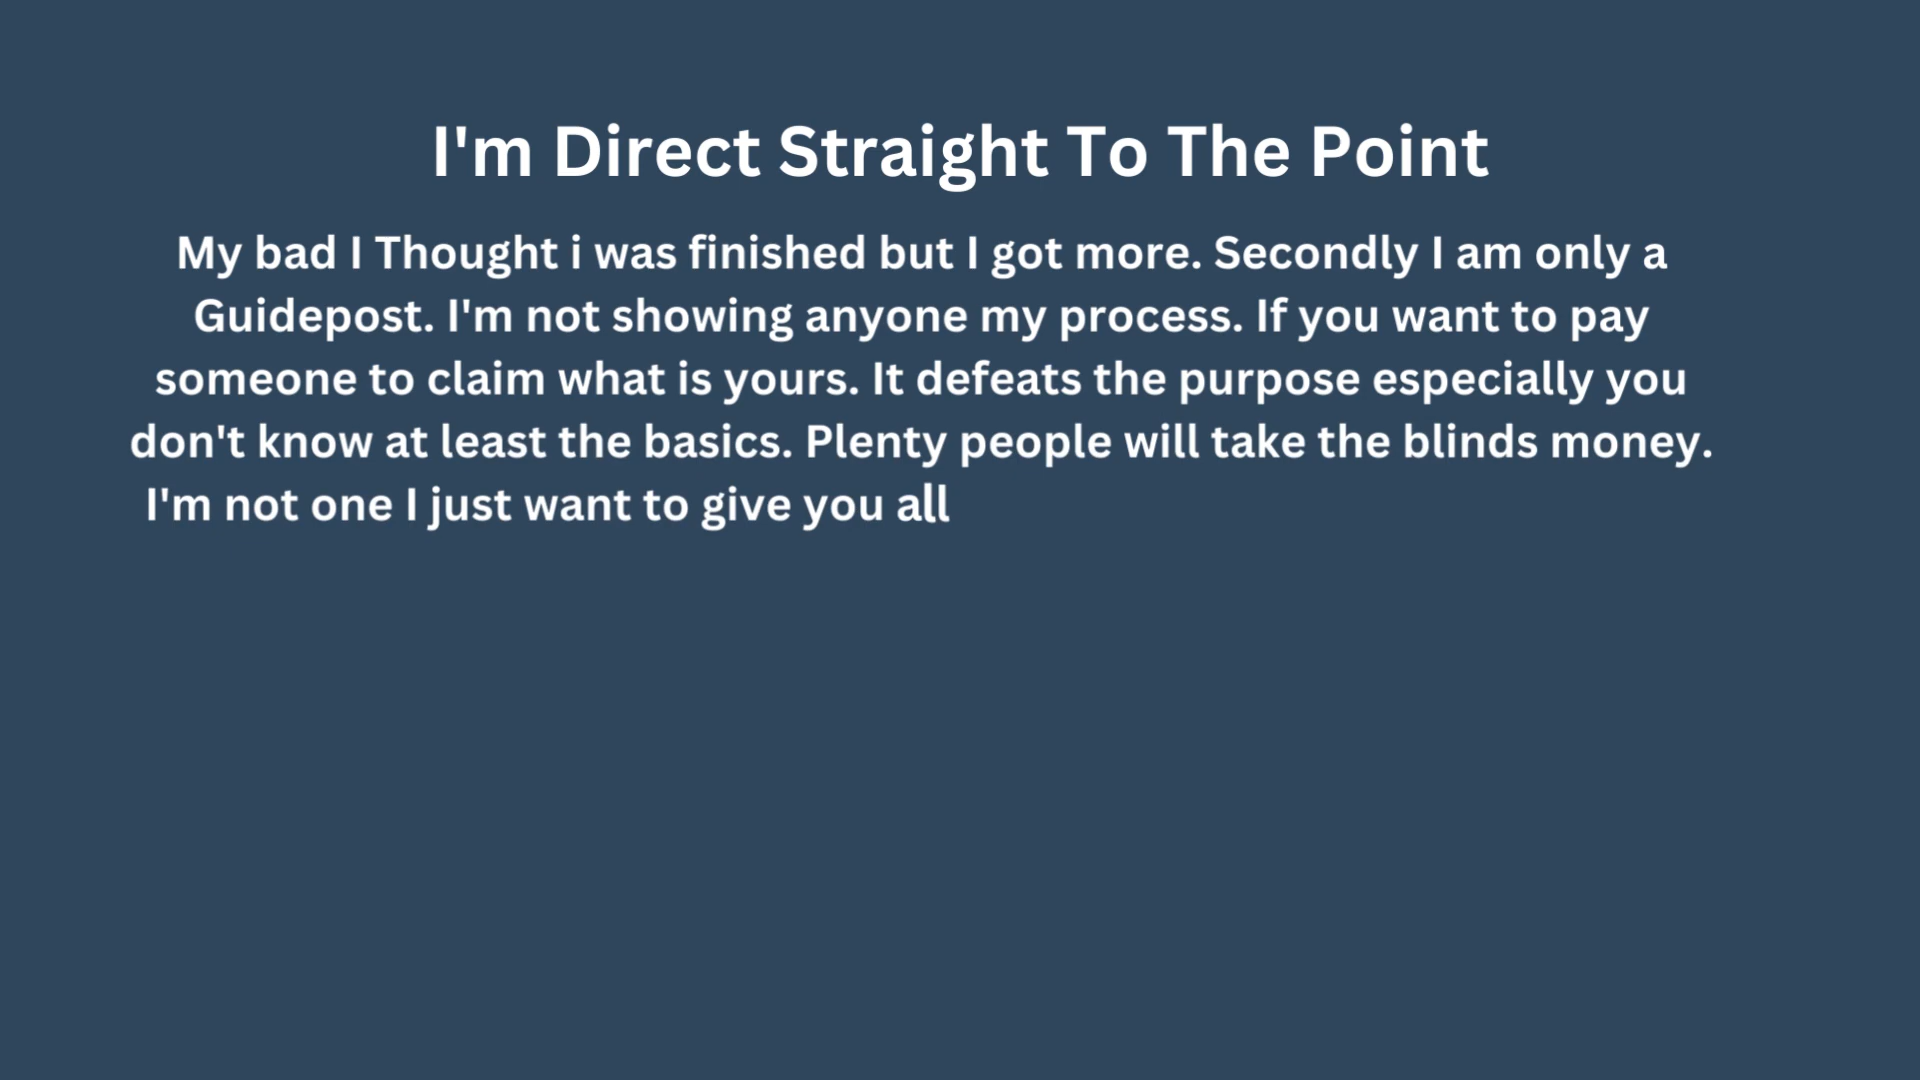 I'm Direct Straight To The Point
My bad I Thought i was finished but I got more. Secondly I am only a
Guidepost. I'm not showing anyone my process. If you want to pay
someone to claim what is yours. It defeats the purpose especially you
don't know at least the basics. Plenty people will take the blinds money.
I'm not one I just want to give you all